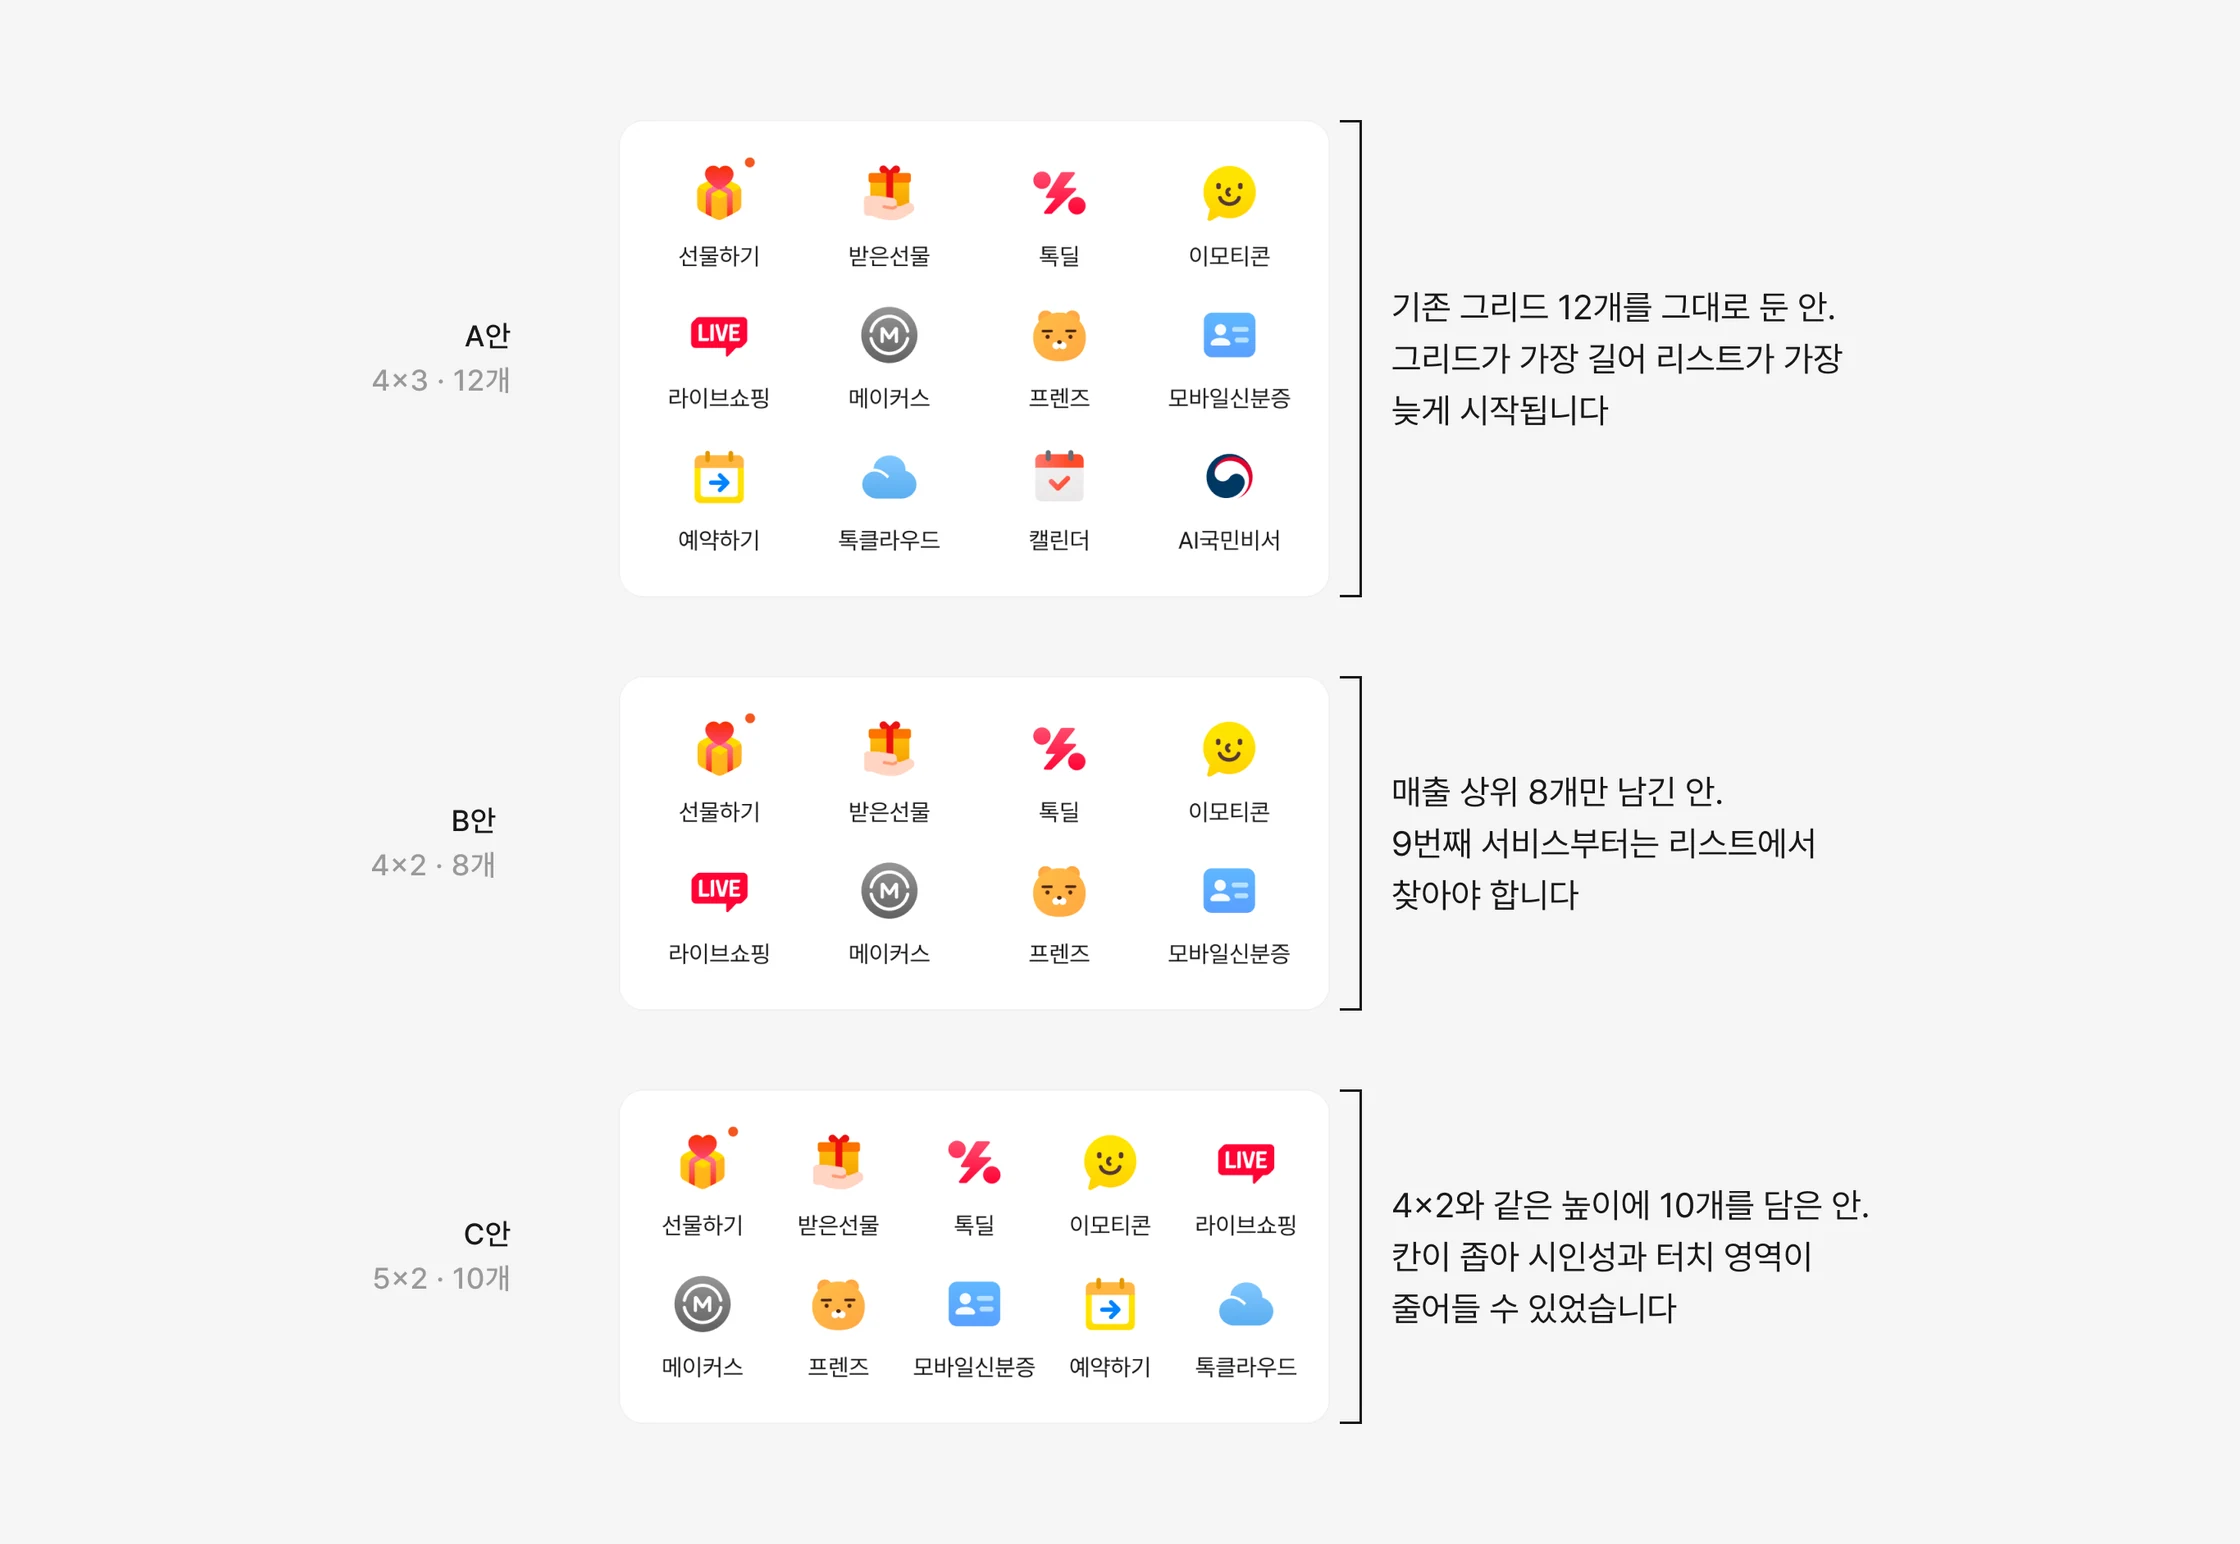 선물하기 받은선물 톡딜 이모티콘
LIVE M
라이브쇼핑 메이커스 프렌즈 모바일신분증
예약하기 톡클라우드 캘린더 AI국민비서
A안
4×3 · 12개
기존 그리드 12개를 그대로 둔 안.
그리드가 가장 길어 리스트가 가장
늦게 시작됩니다
선물하기 받은선물 톡딜 이모티콘
LIVE M
라이브쇼핑 메이커스 프렌즈 모바일신분증
B안
4×2 · 8개
매출 상위 8개만 남긴 안.
9번째 서비스부터는 리스트에서
찾아야 합니다
LIVE
선물하기 받은선물 톡딜 이모티콘 라이브쇼핑
M
메이커스 프렌즈 모바일신분증 예약하기 톡클라우드
C안
5×2 · 10개
4×2와 같은 높이에 10개를 담은 안.
칸이 좁아 시인성과 터치 영역이
줄어들 수 있었습니다